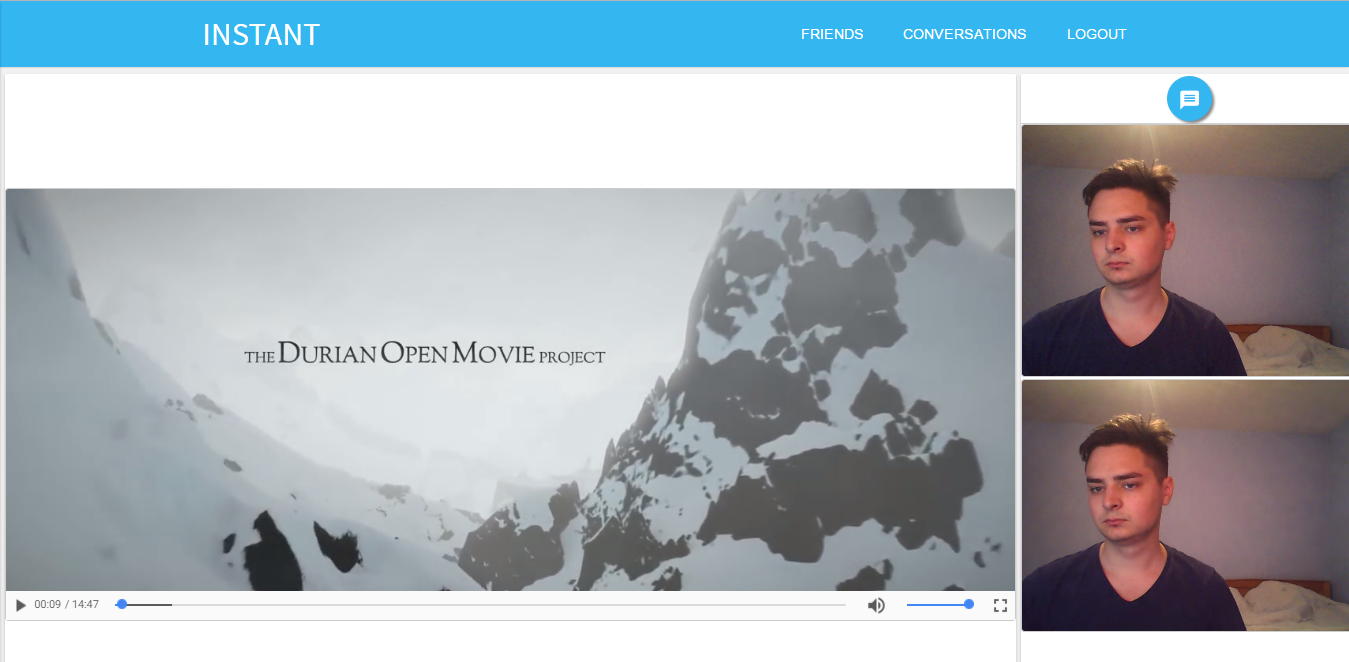 INSTANT
FRIENDS CONVERSATIONS LOGOUT
THE DURIAN OPEN MOVIE PROJECT
00:09 / 14:47